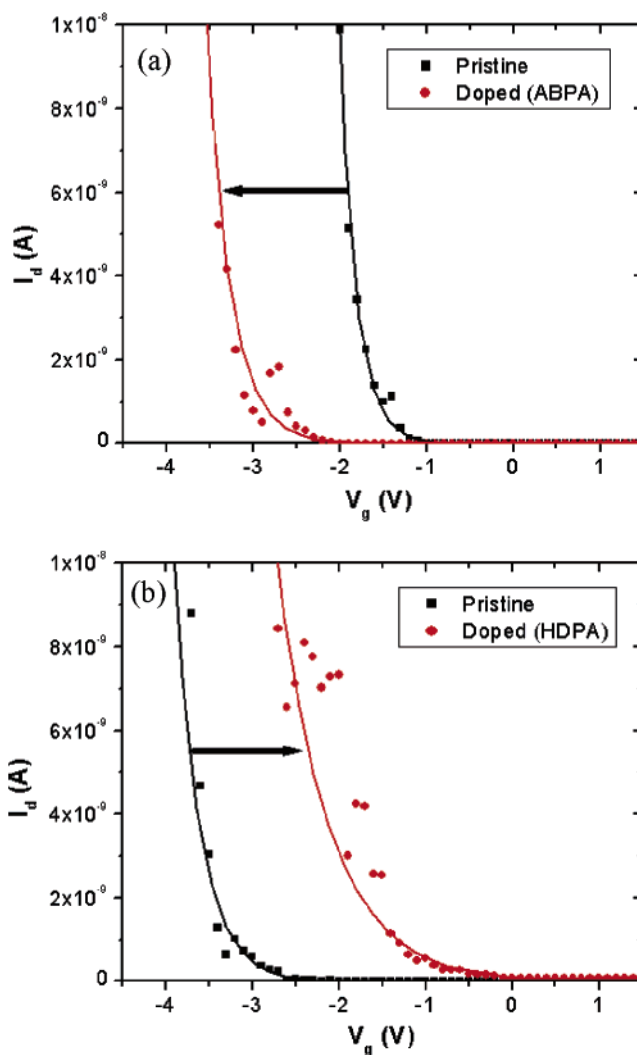 (a)
Pristine
Doped (ABPA)
1x10⁻⁸
8x10⁻⁹
6x10⁻⁹
4x10⁻⁹
2x10⁻⁹
0
I_d (A)
-4 -3 -2 -1 0 1
V_g (V)
(b)
Pristine
Doped (HDPA)
1x10⁻⁸
8x10⁻⁹
6x10⁻⁹
4x10⁻⁹
2x10⁻⁹
0
I_d (A)
-4 -3 -2 -1 0 1
V_g (V)